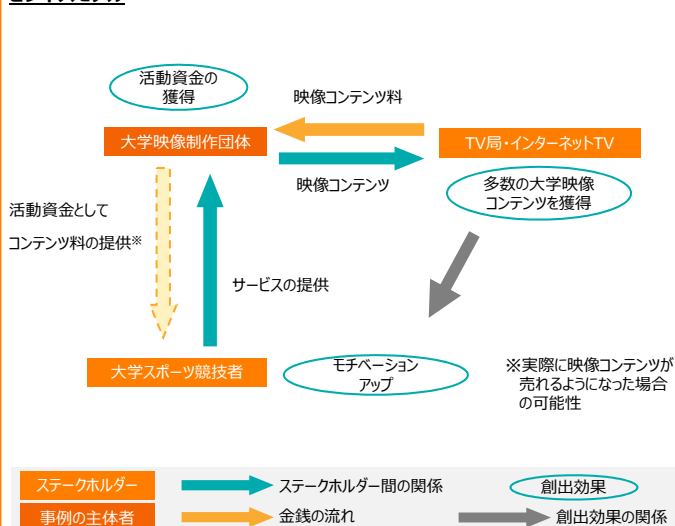 ビジネスモデル
活動資金の
獲得
映像コンテンツ料
大学映像制作団体
TV局・インターネットTV
映像コンテンツ
多数の大学映像
コンテンツを獲得
活動資金として
コンテンツ料の提供※
サービスの提供
大学スポーツ競技者
モチベーション
アップ
※実際に映像コンテンツが
売れるようになった場合
の可能性
ステークホルダー
ステークホルダー間の関係
創出効果
事例の主体者
金銭の流れ
創出効果の関係